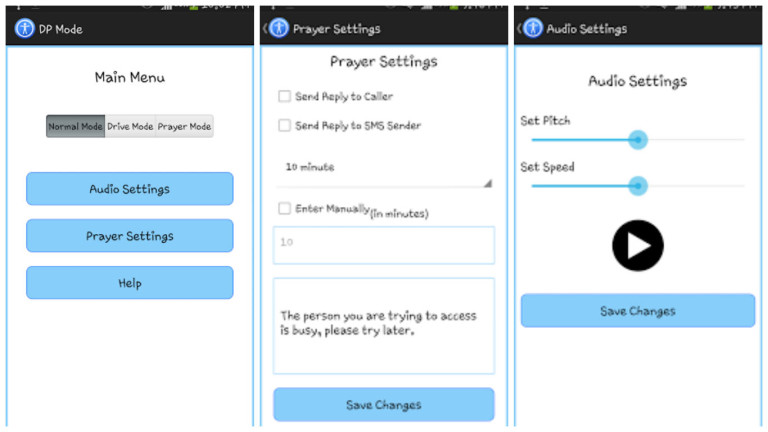 DP Mode
Main Menu
Normal Mode Drive Mode Prayer Mode
Audio Settings
Prayer Settings
Help
Prayer Settings
Prayer Settings
Send Reply to Caller
Send Reply to SMS Sender
10 minute
Enter Manually(in minutes)
10
The person you are trying to access
is busy, please try later.
Save Changes
Audio Settings
Audio Settings
Set Pitch
Set Speed
Save Changes